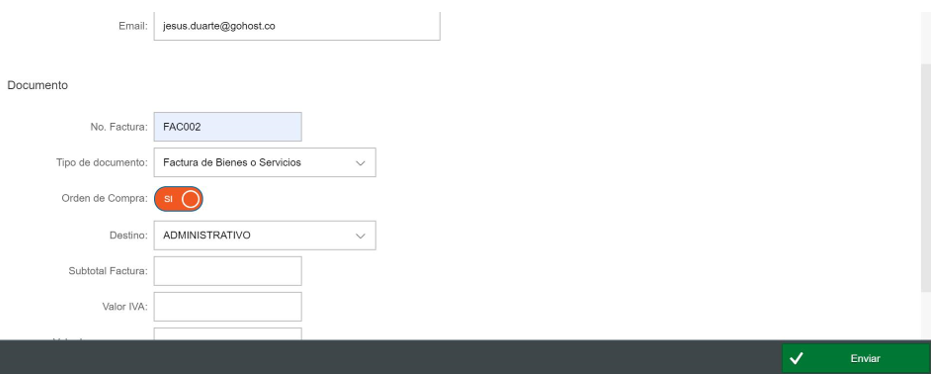 Email: jesus.duarte@gohost.co
Documento
No. Factura: FAC002
Tipo de documento: Factura de Bienes o Servicios
Orden de Compra: SI
Destino: ADMINISTRATIVO
Subtotal Factura:
Valor IVA:
Enviar